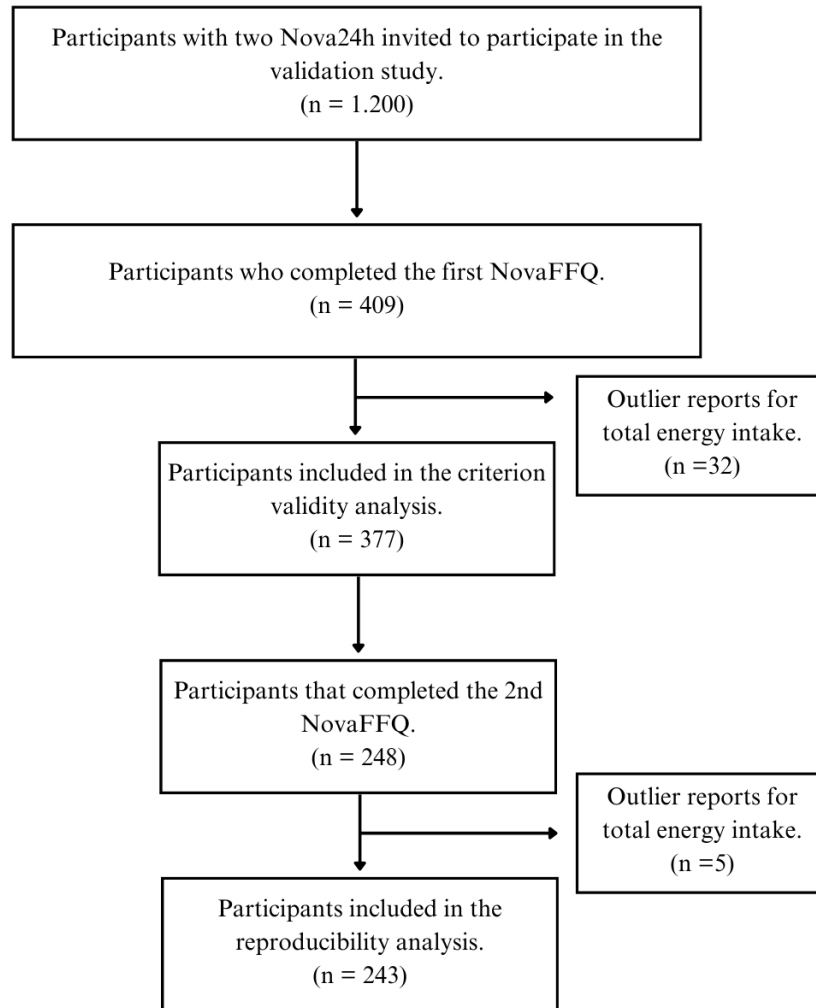 Participants with two Nova24h invited to participate in the
validation study.
(n = 1.200)
Participants who completed the first NovaFFQ.
(n = 409)
Outlier reports for
total energy intake.
(n =32)
Participants included in the criterion
validity analysis.
(n = 377)
Participants that completed the 2nd
NovaFFQ.
(n = 248)
Outlier reports for
total energy intake.
(n =5)
Participants included in the
reproducibility analysis.
(n = 243)